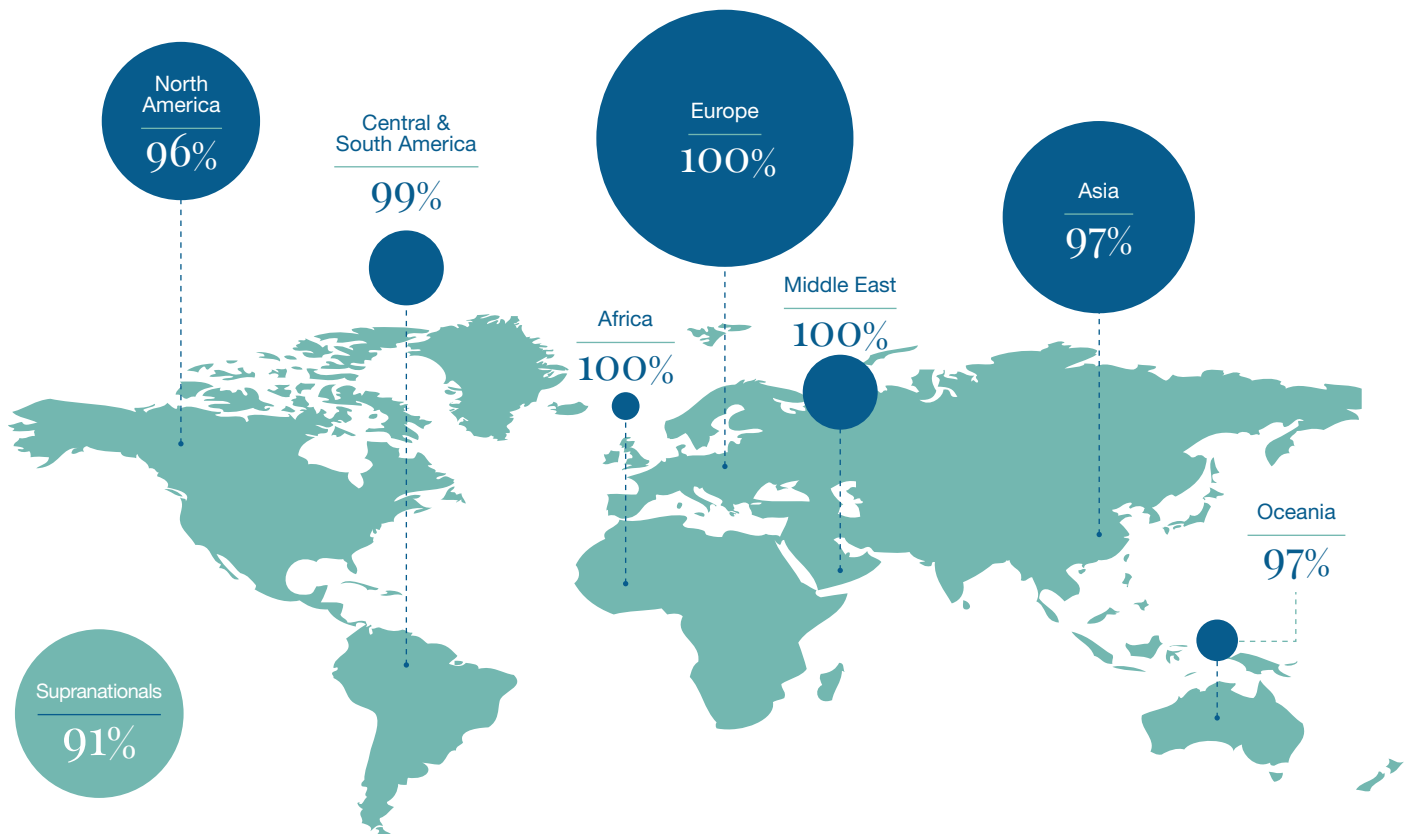 North
America
96%
Central &
South America
99%
Europe
100%
Asia
97%
Middle East
100%
Africa
100%
Oceania
97%
Supranationals
91%